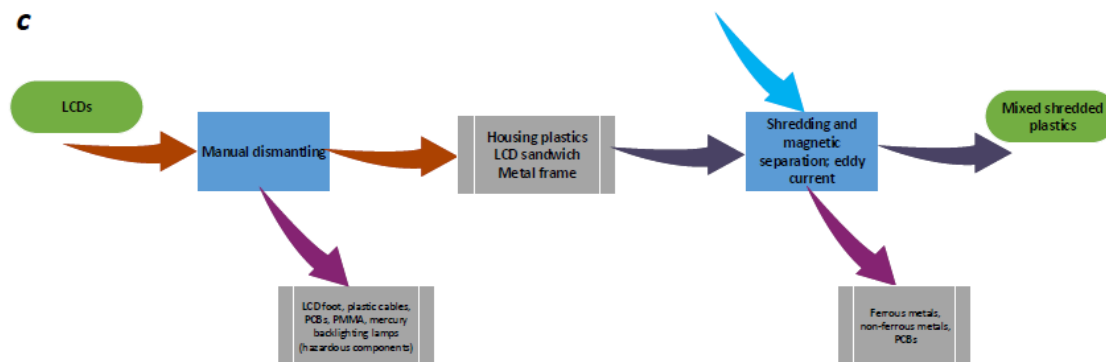 c
LCDs
Manual dismantling
Housing plastics
LCD sandwich
Metal frame
Shredding and
magnetic
separation; eddy
current
Mixed shredded
plastics
LCD foot, plastic cables,
PCBs, PMMA, mercury
backlighting lamps
(hazardous components)
Ferrous metals,
non-ferrous metals,
PCBs